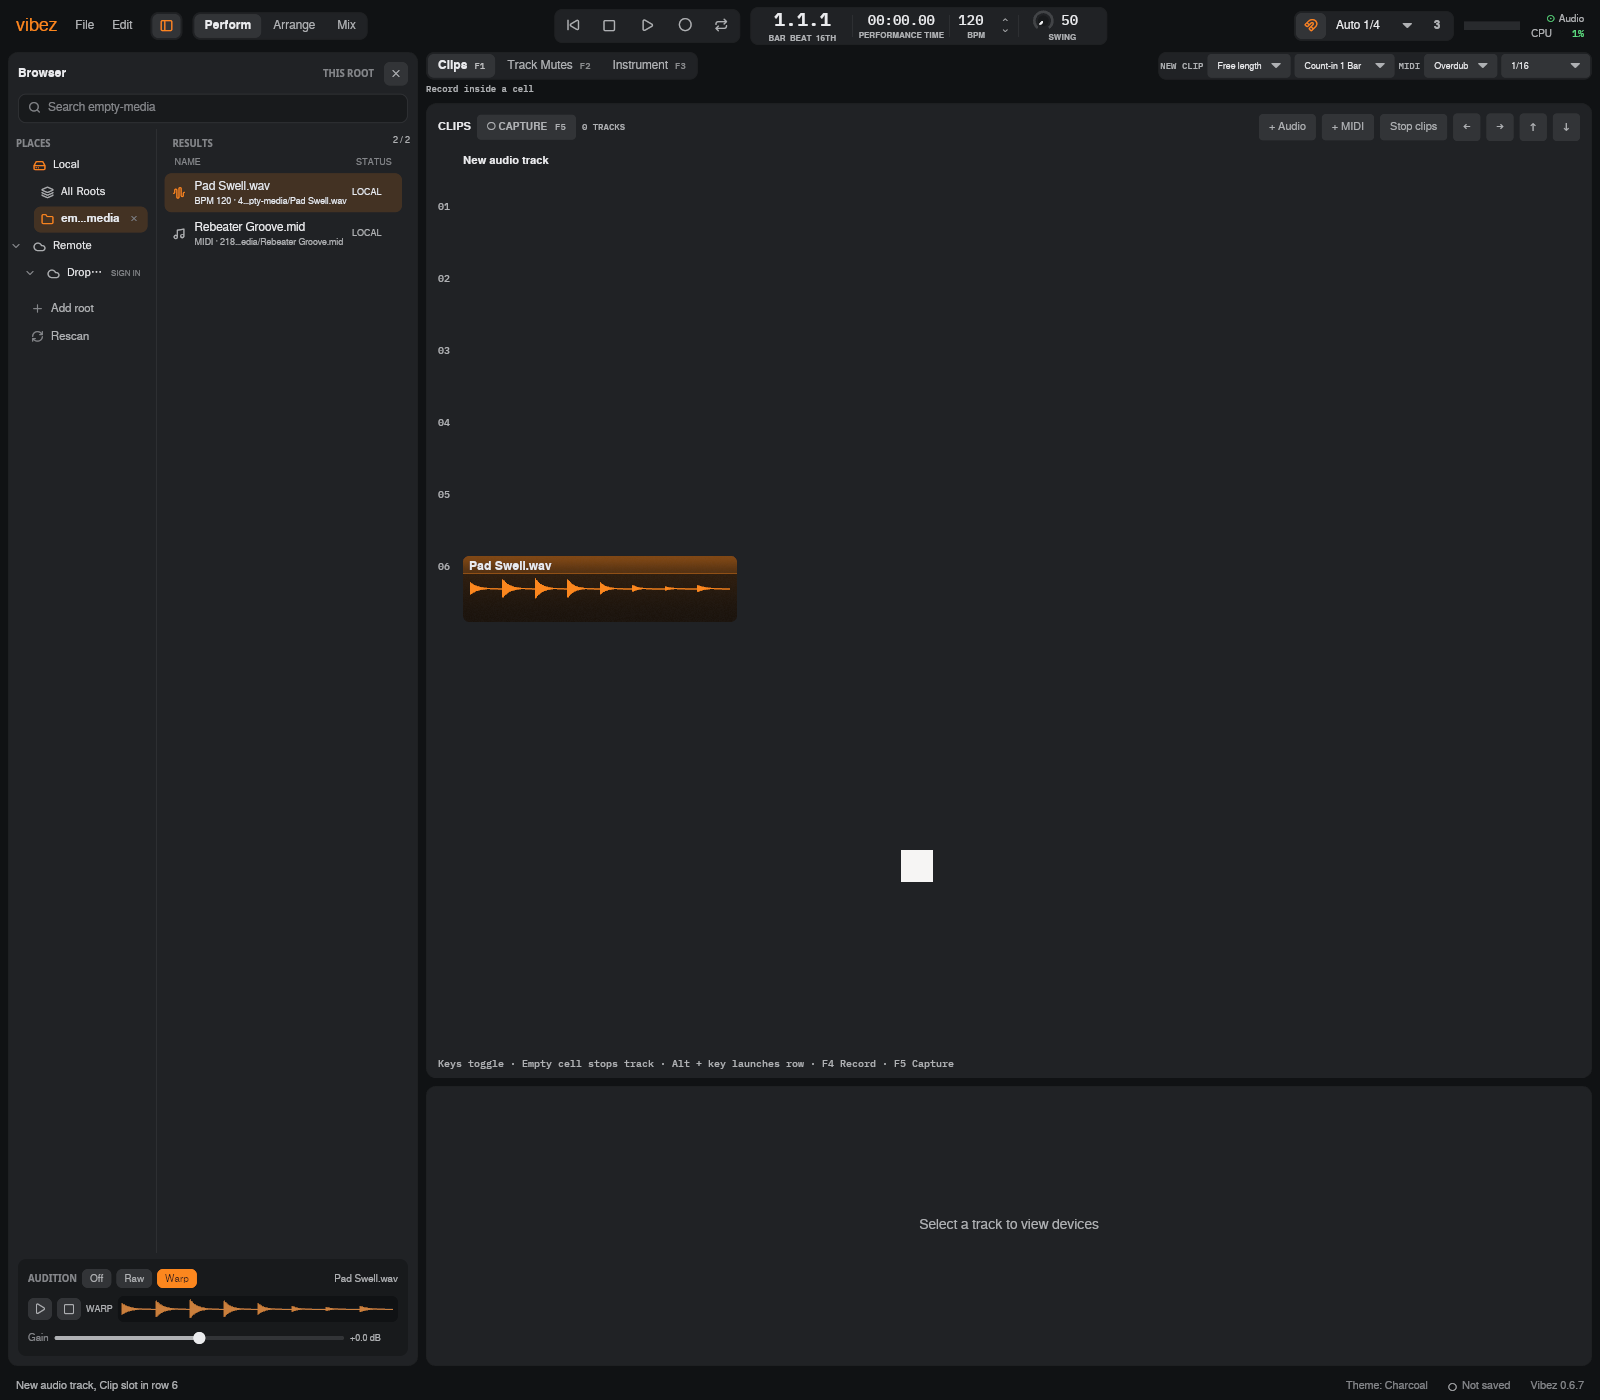 vibez File Edit Perform Arrange Mix
1.1.1 00:00.00 120 50
BAR BEAT 16TH PERFORMANCE TIME BPM SWING
Auto 1/4 3
Audio
CPU 1%
Browser THIS ROOT
Search empty-media
PLACES
Local
All Roots
em...media
Remote
Drop··· SIGN IN
Add root
Rescan
RESULTS 2/2
NAME STATUS
Pad Swell.wav LOCAL
BPM 120 · 4...pty-media/Pad Swell.wav
Rebeater Groove.mid LOCAL
MIDI · 218...edia/Rebeater Groove.mid
Clips F1 Track Mutes F2 Instrument F3
NEW CLIP Free length Count-in 1 Bar MIDI Overdub 1/16
Record inside a cell
CLIPS CAPTURE F5 0 TRACKS
+ Audio + MIDI Stop clips ← → ↑ ↓
New audio track
01
02
03
04
05
06
Pad Swell.wav
Keys toggle · Empty cell stops track · Alt + key launches row · F4 Record · F5 Capture
Select a track to view devices
AUDITION Off Raw Warp Pad Swell.wav
WARP
Gain +0.0 dB
New audio track, Clip slot in row 6
Theme: Charcoal Not saved Vibez 0.6.7